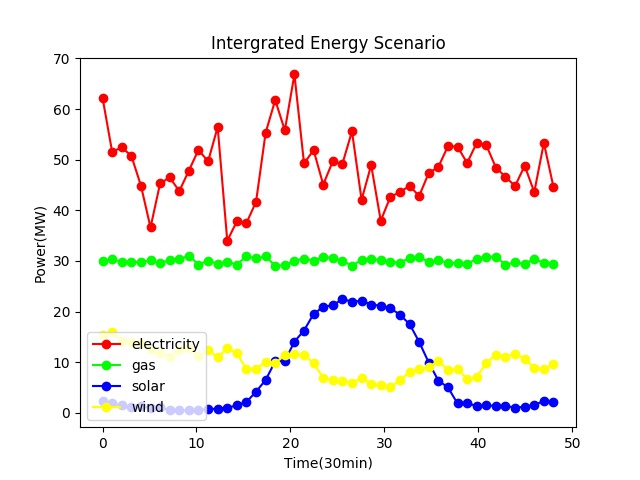 Intergrated Energy Scenario
Power(MW)
70
60
50
40
30
20
10
0
electricity
gas
solar
wind
0 10 20 30 40 50
Time(30min)